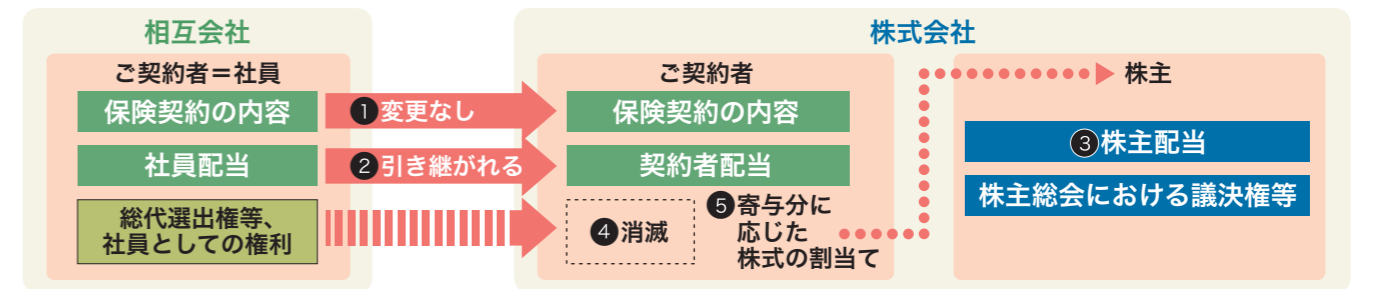 相互会社
ご契約者＝社員
保険契約の内容
社員配当
総代選出権等、
社員としての権利
❶変更なし
❷引き継がれる
株式会社
ご契約者
保険契約の内容
契約者配当
❹消滅
❺寄与分に
応じた
株式の割当て
株主
❸株主配当
株主総会における議決権等